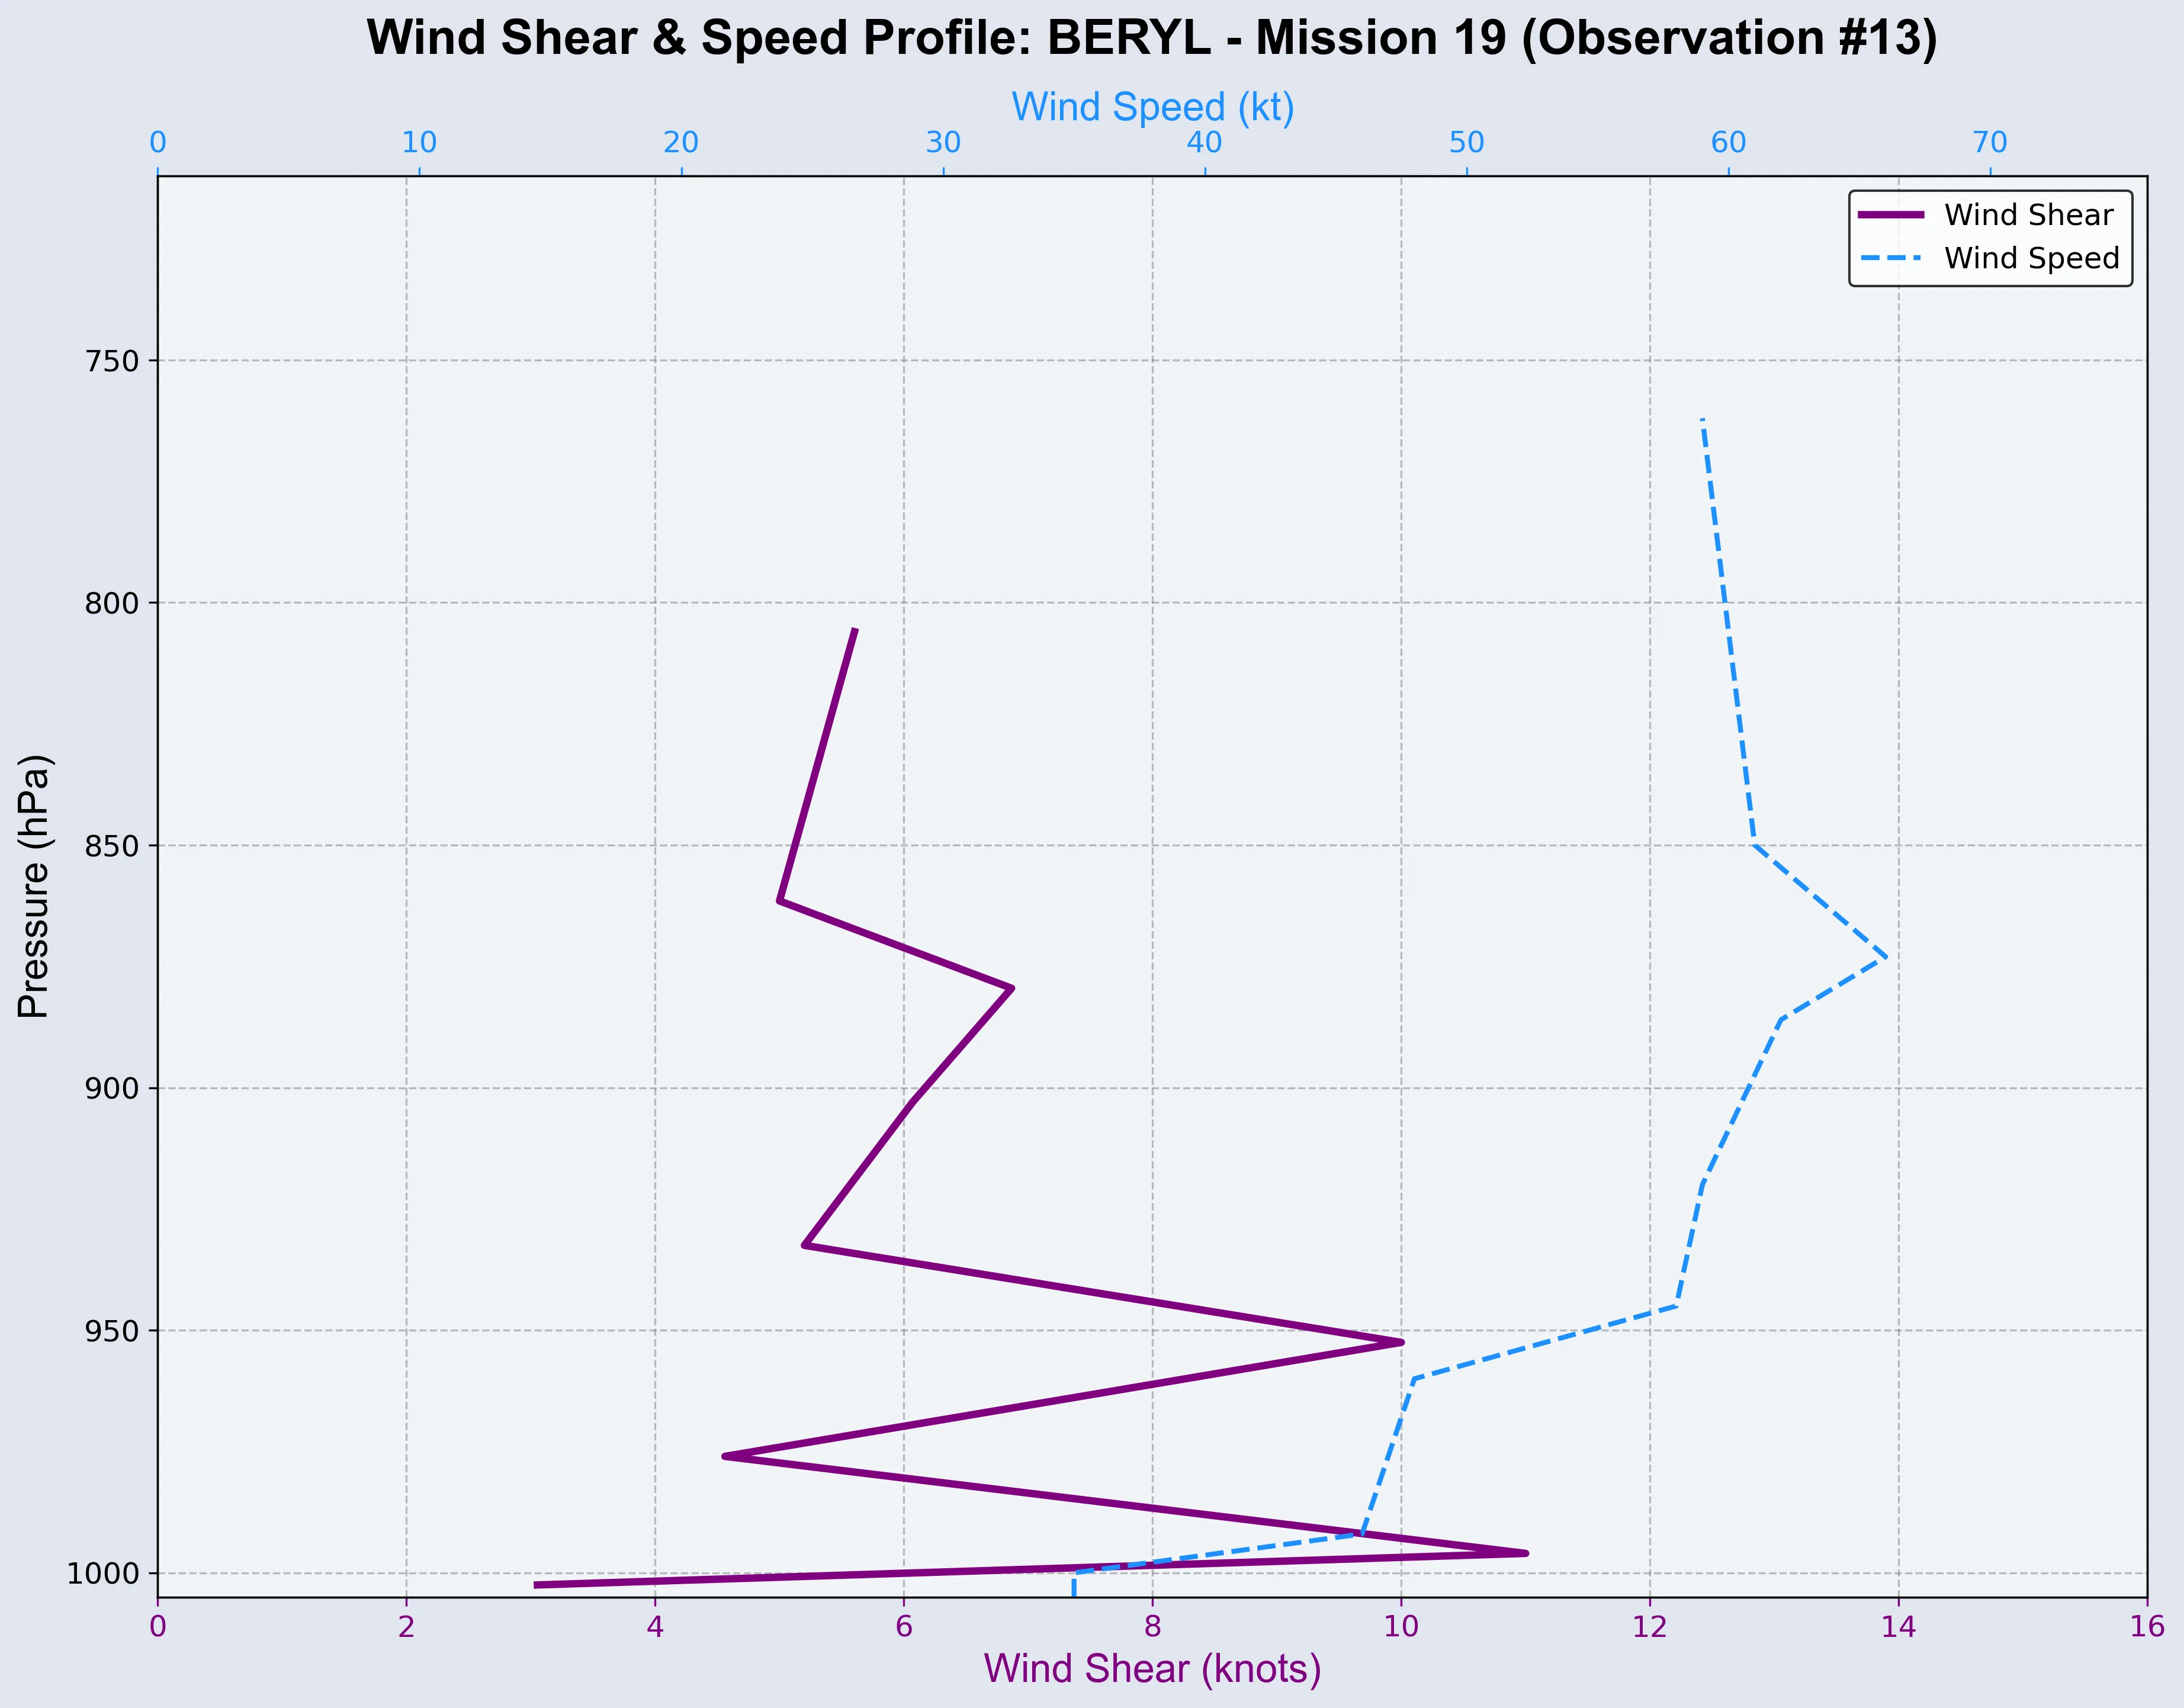 Wind Shear & Speed Profile: BERYL - Mission 19 (Observation #13)
Wind Speed (kt)
0 10 20 30 40 50 60 70
Wind Shear
Wind Speed
750
800
850
900
950
1000
Pressure (hPa)
0 2 4 6 8 10 12 14 16
Wind Shear (knots)